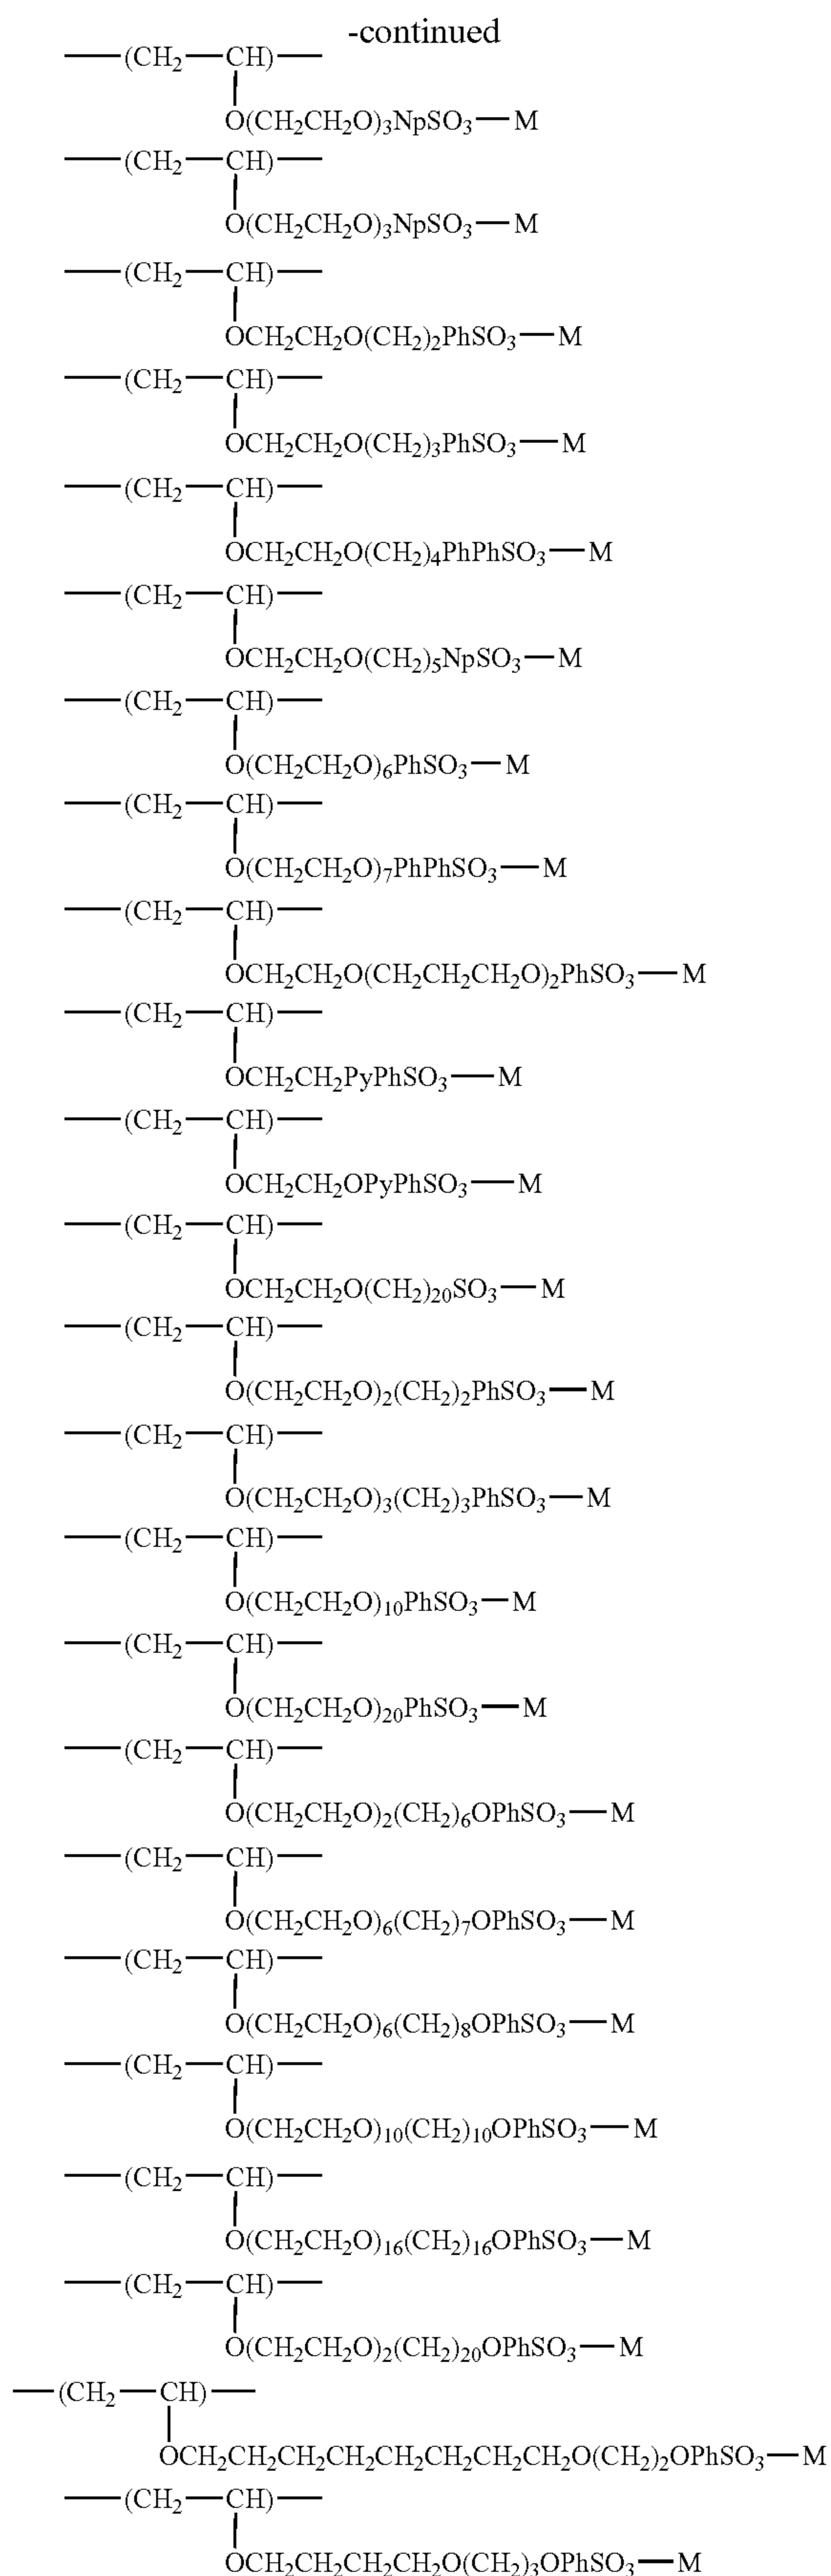 -continued
—(CH₂—CH)—
O(CH₂CH₂O)₃NpSO₃—M
—(CH₂—CH)—
O(CH₂CH₂O)₃NpSO₃—M
—(CH₂—CH)—
OCH₂CH₂O(CH₂)₂PhSO₃—M
—(CH₂—CH)—
OCH₂CH₂O(CH₂)₃PhSO₃—M
—(CH₂—CH)—
OCH₂CH₂O(CH₂)₄PhPhSO₃—M
—(CH₂—CH)—
OCH₂CH₂O(CH₂)₅NpSO₃—M
—(CH₂—CH)—
O(CH₂CH₂O)₆PhSO₃—M
—(CH₂—CH)—
O(CH₂CH₂O)₇PhPhSO₃—M
—(CH₂—CH)—
OCH₂CH₂O(CH₂CH₂CH₂O)₂PhSO₃—M
—(CH₂—CH)—
OCH₂CH₂PyPhSO₃—M
—(CH₂—CH)—
OCH₂CH₂OPyPhSO₃—M
—(CH₂—CH)—
OCH₂CH₂O(CH₂)₂₀SO₃—M
—(CH₂—CH)—
O(CH₂CH₂O)₂(CH₂)₂PhSO₃—M
—(CH₂—CH)—
O(CH₂CH₂O)₃(CH₂)₃PhSO₃—M
—(CH₂—CH)—
O(CH₂CH₂O)₁₀PhSO₃—M
—(CH₂—CH)—
O(CH₂CH₂O)₂₀PhSO₃—M
—(CH₂—CH)—
O(CH₂CH₂O)₂(CH₂)₆OPhSO₃—M
—(CH₂—CH)—
O(CH₂CH₂O)₆(CH₂)₇OPhSO₃—M
—(CH₂—CH)—
O(CH₂CH₂O)₆(CH₂)₈OPhSO₃—M
—(CH₂—CH)—
O(CH₂CH₂O)₁₀(CH₂)₁₀OPhSO₃—M
—(CH₂—CH)—
O(CH₂CH₂O)₁₆(CH₂)₁₆OPhSO₃—M
—(CH₂—CH)—
O(CH₂CH₂O)₂(CH₂)₂₀OPhSO₃—M
—(CH₂—CH)—
OCH₂CH₂CH₂CH₂CH₂CH₂CH₂CH₂O(CH₂)₂OPhSO₃—M
—(CH₂—CH)—
OCH₂CH₂CH₂CH₂O(CH₂)₃OPhSO₃—M